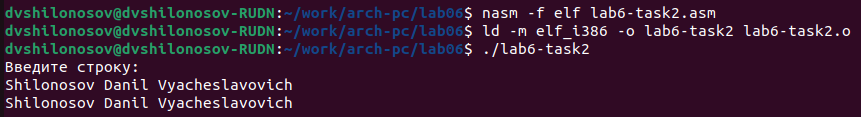 dvshilonosov@dvshilonosov-RUDN:~/work/arch-pc/lab06$ nasm -f elf lab6-task2.asm
dvshilonosov@dvshilonosov-RUDN:~/work/arch-pc/lab06$ ld -m elf_i386 -o lab6-task2 lab6-task2.o
dvshilonosov@dvshilonosov-RUDN:~/work/arch-pc/lab06$ ./lab6-task2
Введите строку:
Shilonosov Danil Vyacheslavovich
Shilonosov Danil Vyacheslavovich